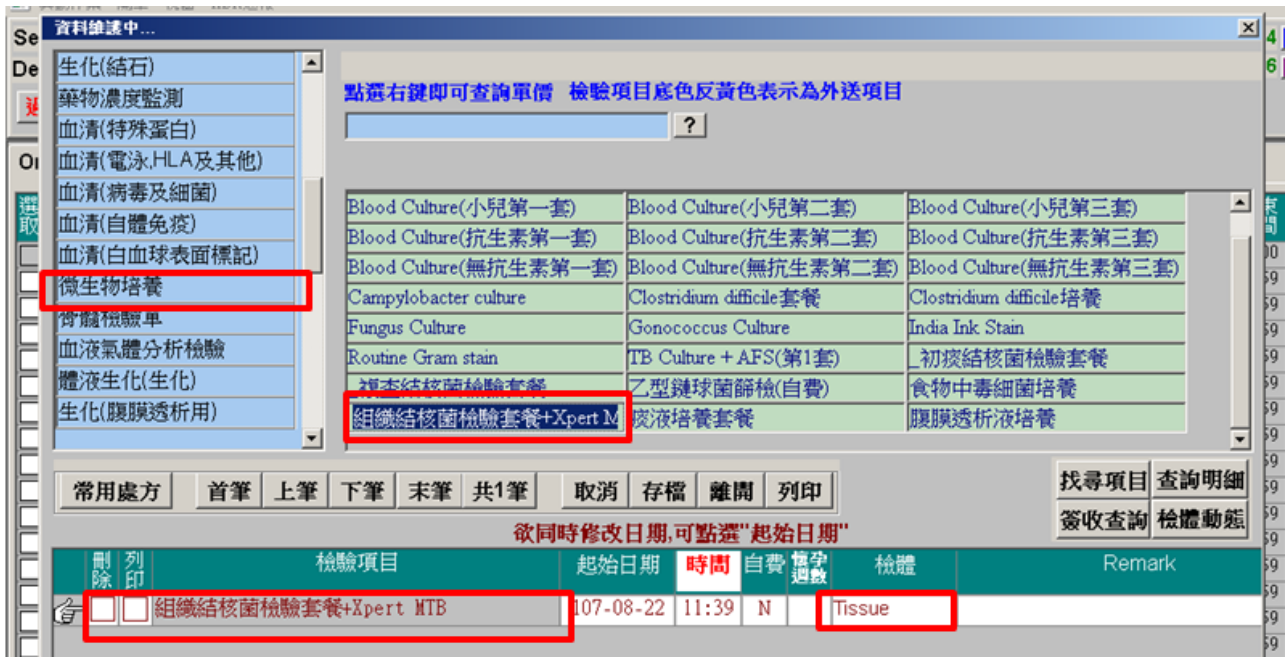 資料維護中...
Se
4
De
6
生化(結石)
藥物濃度監測
血清(特殊蛋白)
血清(電泳,HLA及其他)
血清(病毒及細菌)
血清(自體免疫)
血清(白血球表面標記)
微生物培養
骨髓檢驗單
血液氣體分析檢驗
體液生化(生化)
生化(腹膜透析用)
點選右鍵即可查詢單價 檢驗項目底色反黃色表示為外送項目
?
選取
Blood Culture(小兒第一套) Blood Culture(小兒第二套) Blood Culture(小兒第三套)
Blood Culture(抗生素第一套) Blood Culture(抗生素第二套) Blood Culture(抗生素第三套)
Blood Culture(無抗生素第一套) Blood Culture(無抗生素第二套) Blood Culture(無抗生素第三套)
Campylobacter culture Clostridium difficile套餐 Clostridium difficile培養
Fungus Culture Gonococcus Culture India Ink Stain
Routine Gram stain TB Culture + AFS(第1套) _初痰結核菌檢驗套餐
_複查結核菌檢驗套餐 乙型鏈球菌篩檢(自費) 食物中毒細菌培養
組織結核菌檢驗套餐+Xpert M 痰液培養套餐 腹膜透析液培養
常用處方 首筆 上筆 下筆 末筆 共1筆 取消 存檔 離開 列印
找尋項目 查詢明細
簽收查詢 檢體動態
欲同時修改日期,可點選"起始日期"
刪除 列印 檢驗項目 起始日期 時間 自費 懷孕週數 檢體 Remark
組織結核菌檢驗套餐+Xpert MTB 107-08-22 11:39 N Tissue